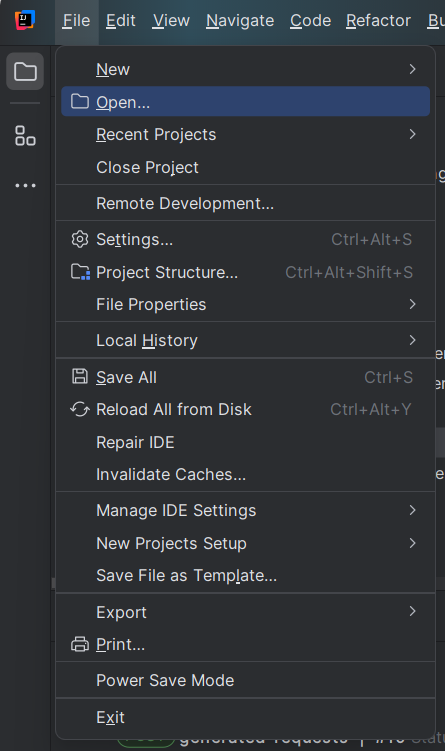 File Edit View Navigate Code Refactor
New
Open...
Recent Projects
Close Project
Remote Development...
Settings... Ctrl+Alt+S
Project Structure... Ctrl+Alt+Shift+S
File Properties
Local History
Save All Ctrl+S
Reload All from Disk Ctrl+Alt+Y
Repair IDE
Invalidate Caches...
Manage IDE Settings
New Projects Setup
Save File as Template...
Export
Print...
Power Save Mode
Exit